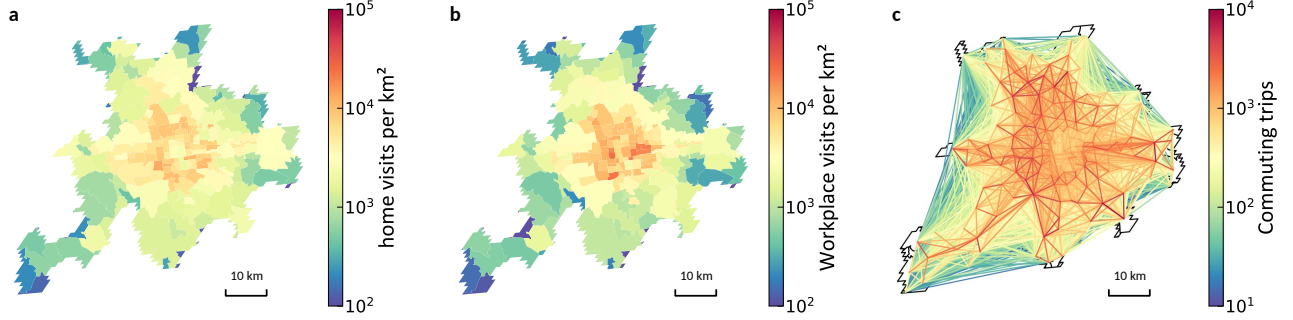 a
10⁵
10⁴
10³
10²
home visits per km²
10 km
b
10⁵
10⁴
10³
10²
Workplace visits per km²
10 km
c
10⁴
10³
10²
10¹
Commuting trips
10 km